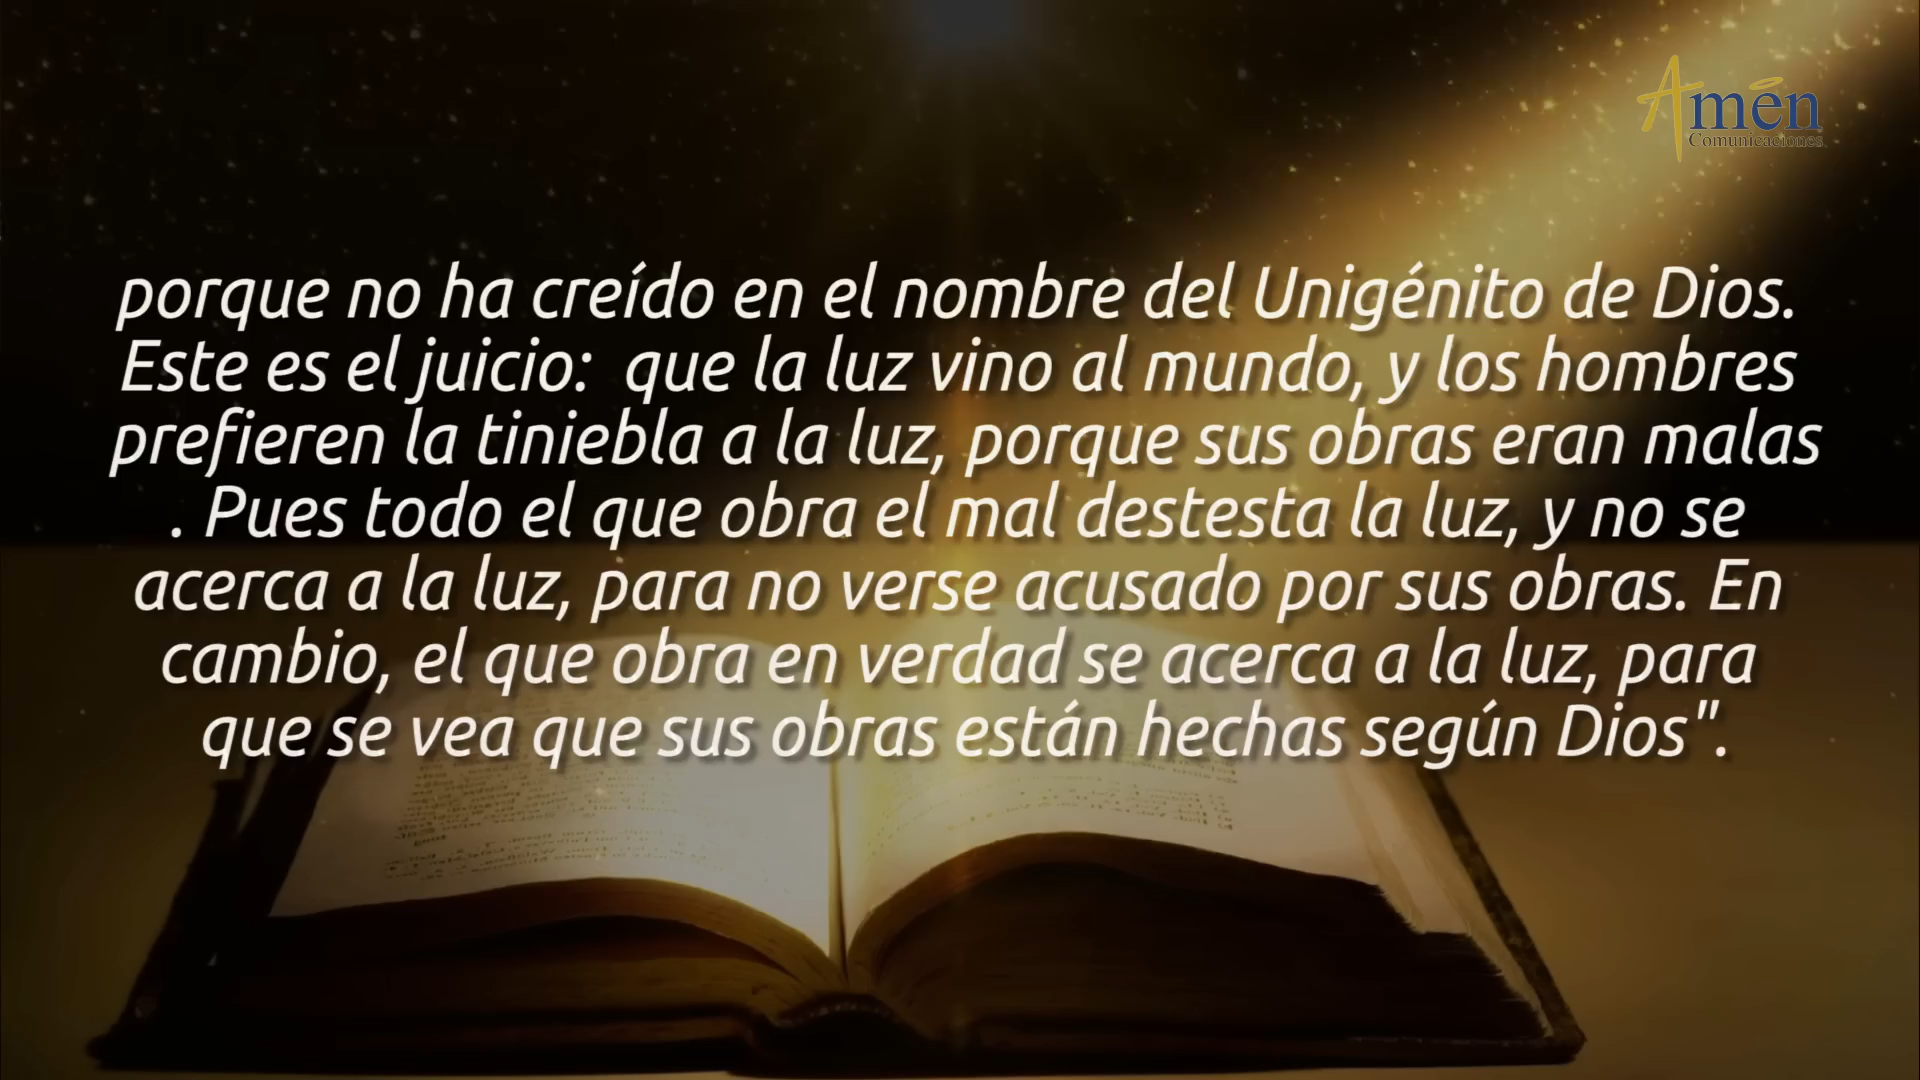 Amén
Comunicaciones
porque no ha creído en el nombre del Unigénito de Dios.
Este es el juicio:  que la luz vino al mundo, y los hombres
prefieren la tiniebla a la luz, porque sus obras eran malas
. Pues todo el que obra el mal destesta la luz, y no se
acerca a la luz, para no verse acusado por sus obras. En
cambio, el que obra en verdad se acerca a la luz, para
que se vea que sus obras están hechas según Dios".